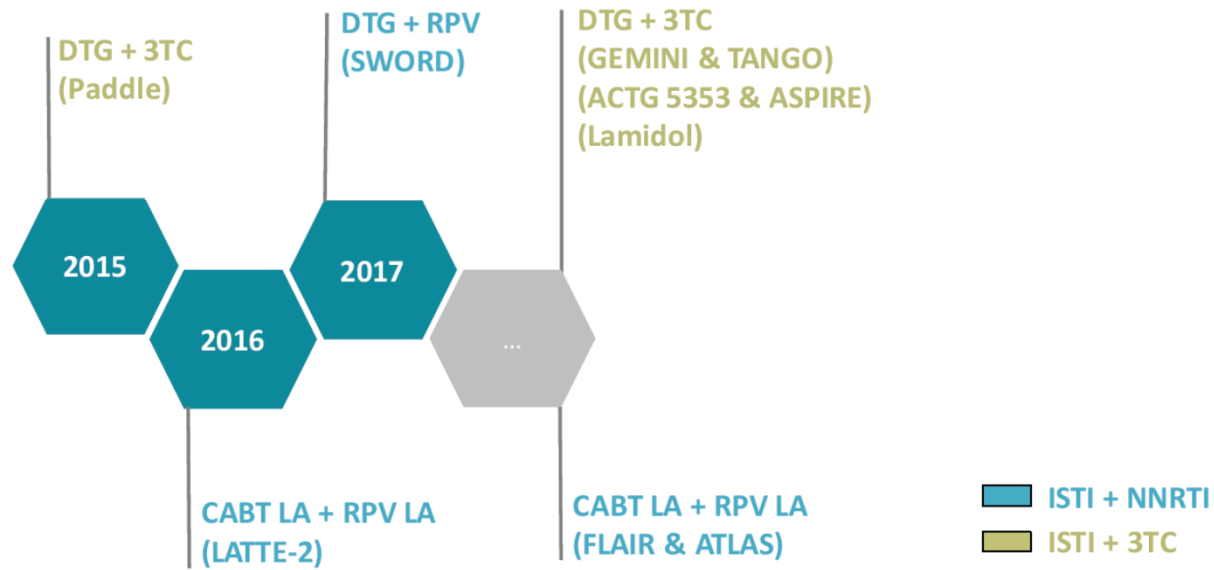 DTG + 3TC
(Paddle)
DTG + RPV
(SWORD)
DTG + 3TC
(GEMINI & TANGO)
(ACTG 5353 & ASPIRE)
(Lamidol)
2015
2016
2017
...
CABT LA + RPV LA
(LATTE-2)
CABT LA + RPV LA
(FLAIR & ATLAS)
ISTI + NNRTI
ISTI + 3TC